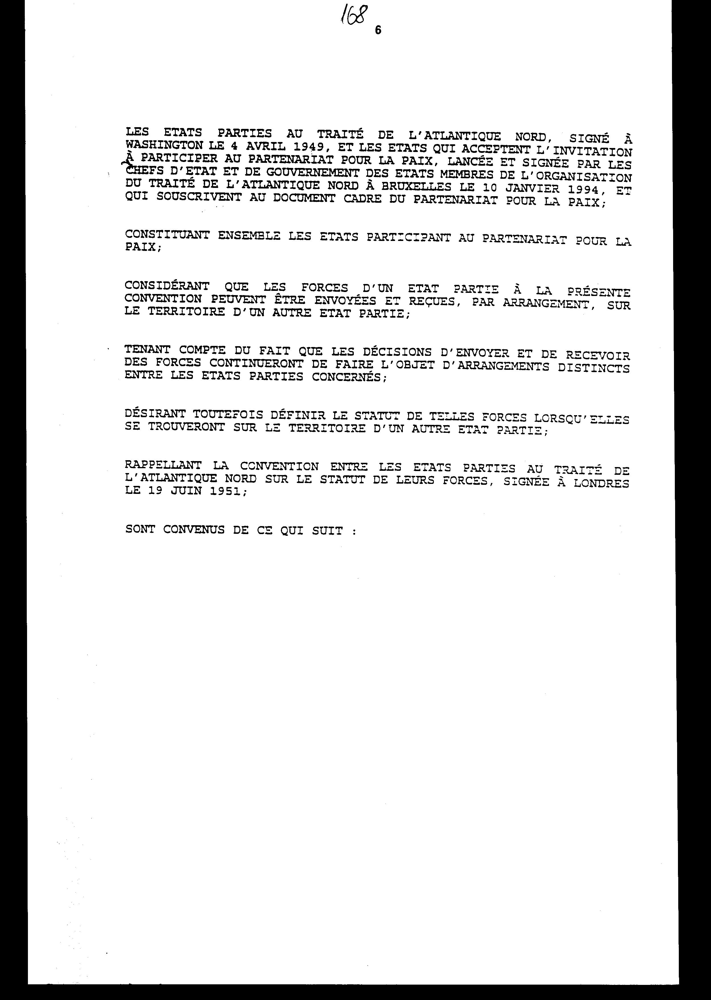 168
6
LES ETATS PARTIES AU TRAITÉ DE L'ATLANTIQUE NORD, SIGNÉ À
WASHINGTON LE 4 AVRIL 1949, ET LES ETATS QUI ACCEPTENT L'INVITATION
À PARTICIPER AU PARTENARIAT POUR LA PAIX, LANCÉE ET SIGNÉE PAR LES
CHEFS D'ETAT ET DE GOUVERNEMENT DES ETATS MEMBRES DE L'ORGANISATION
DU TRAITÉ DE L'ATLANTIQUE NORD À BRUXELLES LE 10 JANVIER 1994, ET
QUI SOUSCRIVENT AU DOCUMENT CADRE DU PARTENARIAT POUR LA PAIX;
CONSTITUANT ENSEMBLE LES ETATS PARTICIPANT AU PARTENARIAT POUR LA
PAIX;
CONSIDÉRANT QUE LES FORCES D'UN ETAT PARTIE À LA PRÉSENTE
CONVENTION PEUVENT ÊTRE ENVOYÉES ET REÇUES, PAR ARRANGEMENT, SUR
LE TERRITOIRE D'UN AUTRE ETAT PARTIE;
TENANT COMPTE DU FAIT QUE LES DÉCISIONS D'ENVOYER ET DE RECEVOIR
DES FORCES CONTINUERONT DE FAIRE L'OBJET D'ARRANGEMENTS DISTINCTS
ENTRE LES ETATS PARTIES CONCERNÉS;
DÉSIRANT TOUTEFOIS DÉFINIR LE STATUT DE TELLES FORCES LORSQU'ELLES
SE TROUVERONT SUR LE TERRITOIRE D'UN AUTRE ETAT PARTIE;
RAPPELLANT LA CONVENTION ENTRE LES ETATS PARTIES AU TRAITÉ DE
L'ATLANTIQUE NORD SUR LE STATUT DE LEURS FORCES, SIGNÉE À LONDRES
LE 19 JUIN 1951;
SONT CONVENUS DE CE QUI SUIT :